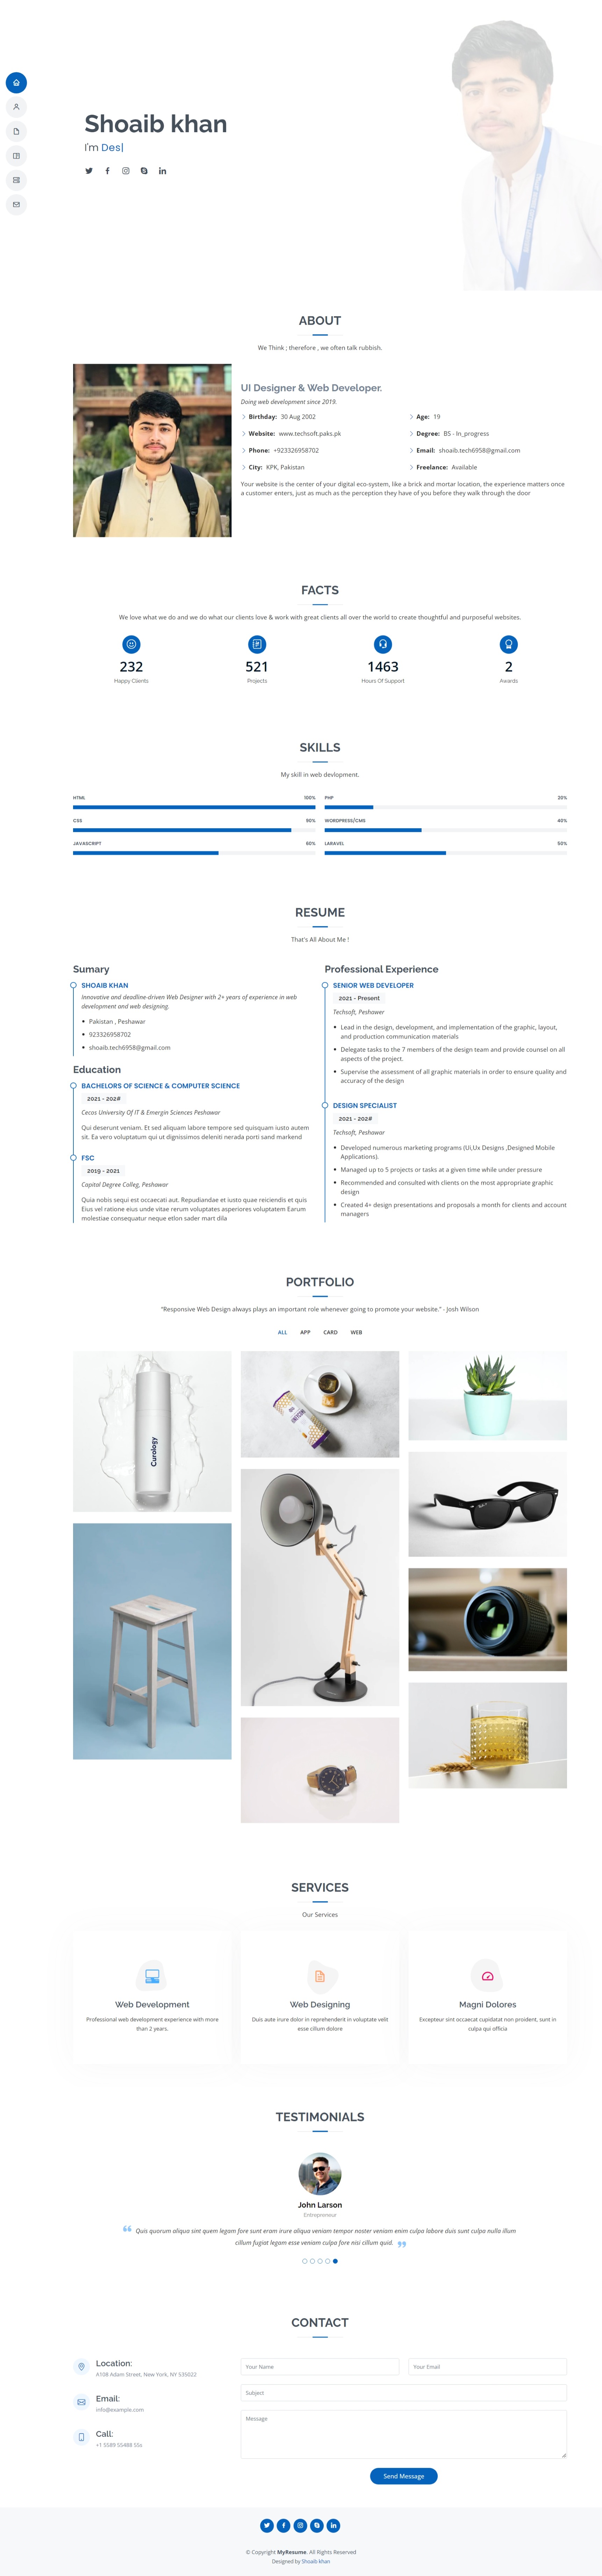 Shoaib khan
I'm Des|
ABOUT
We Think ; therefore , we often talk rubbish.
UI Designer & Web Developer.
Doing web development since 2019.
Birthday: 30 Aug 2002
Age: 19
Website: www.techsoft.paks.pk
Degree: BS - In_progress
Phone: +923326958702
Email: shoaib.tech6958@gmail.com
City: KPK, Pakistan
Freelance: Available
Your website is the center of your digital eco-system, like a brick and mortar location, the experience matters once
a customer enters, just as much as the perception they have of you before they walk through the door
FACTS
We love what we do and we do what our clients love & work with great clients all over the world to create thoughtful and purposeful websites.
232
Happy Clients
521
Projects
1463
Hours Of Support
2
Awards
SKILLS
My skill in web devlopment.
HTML 100%
PHP 20%
CSS 90%
WORDPRESS/CMS 40%
JAVASCRIPT 60%
LARAVEL 50%
RESUME
That's All About Me !
Sumary
SHOAIB KHAN
Innovative and deadline-driven Web Designer with 2+ years of experience in web
development and web designing.
Pakistan , Peshawar
923326958702
shoaib.tech6958@gmail.com
Education
BACHELORS OF SCIENCE & COMPUTER SCIENCE
2021 - 202#
Cecos University Of IT & Emergin Sciences Peshawar
Qui deserunt veniam. Et sed aliquam labore tempore sed quisquam iusto autem
sit. Ea vero voluptatum qui ut dignissimos deleniti nerada porti sand markend
FSC
2019 - 2021
Capital Degree Colleg, Peshawar
Quia nobis sequi est occaecati aut. Repudiandae et iusto quae reiciendis et quis
Eius vel ratione eius unde vitae rerum voluptates asperiores voluptatem Earum
molestiae consequatur neque etlon sader mart dila
Professional Experience
SENIOR WEB DEVELOPER
2021 - Present
Techsoft, Peshawer
Lead in the design, development, and implementation of the graphic, layout,
and production communication materials
Delegate tasks to the 7 members of the design team and provide counsel on all
aspects of the project.
Supervise the assessment of all graphic materials in order to ensure quality and
accuracy of the design
DESIGN SPECIALIST
2021 - 202#
Techsoft, Peshawar
Developed numerous marketing programs (Ui,Ux Designs ,Designed Mobile
Applications).
Managed up to 5 projects or tasks at a given time while under pressure
Recommended and consulted with clients on the most appropriate graphic
design
Created 4+ design presentations and proposals a month for clients and account
managers
PORTFOLIO
"Responsive Web Design always plays an important role whenever going to promote your website." - Josh Wilson
ALL APP CARD WEB
Curology
SERVICES
Our Services
Web Development
Professional web development experience with more
than 2 years.
Web Designing
Duis aute irure dolor in reprehenderit in voluptate velit
esse cillum dolore
Magni Dolores
Excepteur sint occaecat cupidatat non proident, sunt in
culpa qui officia
TESTIMONIALS
John Larson
Entrepreneur
Quis quorum aliqua sint quem legam fore sunt eram irure aliqua veniam tempor noster veniam enim culpa labore duis sunt culpa nulla illum
cillum fugiat legam esse veniam culpa fore nisi cillum quid.
CONTACT
Location:
A108 Adam Street, New York, NY 535022
Email:
info@example.com
Call:
+1 5589 55488 55s
Your Name
Your Email
Subject
Message
Send Message
© Copyright MyResume. All Rights Reserved
Designed by Shoaib khan